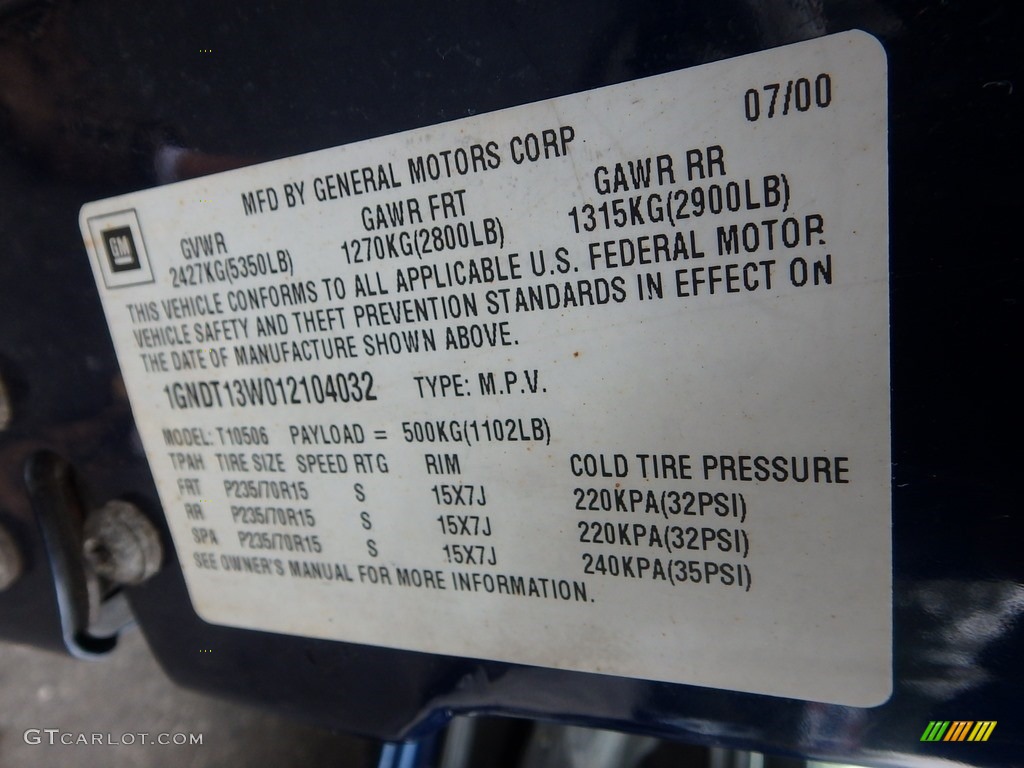 07/00
MFD BY GENERAL MOTORS CORP
GM
GVWR GAWR FRT GAWR RR
2427KG(5350LB) 1270KG(2800LB) 1315KG(2900LB)
THIS VEHICLE CONFORMS TO ALL APPLICABLE U.S. FEDERAL MOTOR
VEHICLE SAFETY AND THEFT PREVENTION STANDARDS IN EFFECT ON
THE DATE OF MANUFACTURE SHOWN ABOVE.
1GNDT13W012104032 TYPE: M.P.V.
MODEL: T10506 PAYLOAD = 500KG(1102LB)
TPAH TIRE SIZE SPEED RTG RIM COLD TIRE PRESSURE
FRT P235/70R15 S 15X7J 220KPA(32PSI)
RR P235/70R15 S 15X7J 220KPA(32PSI)
SPA P235/70R15 S 15X7J 240KPA(35PSI)
SEE OWNER'S MANUAL FOR MORE INFORMATION.
GTCARLOT.COM